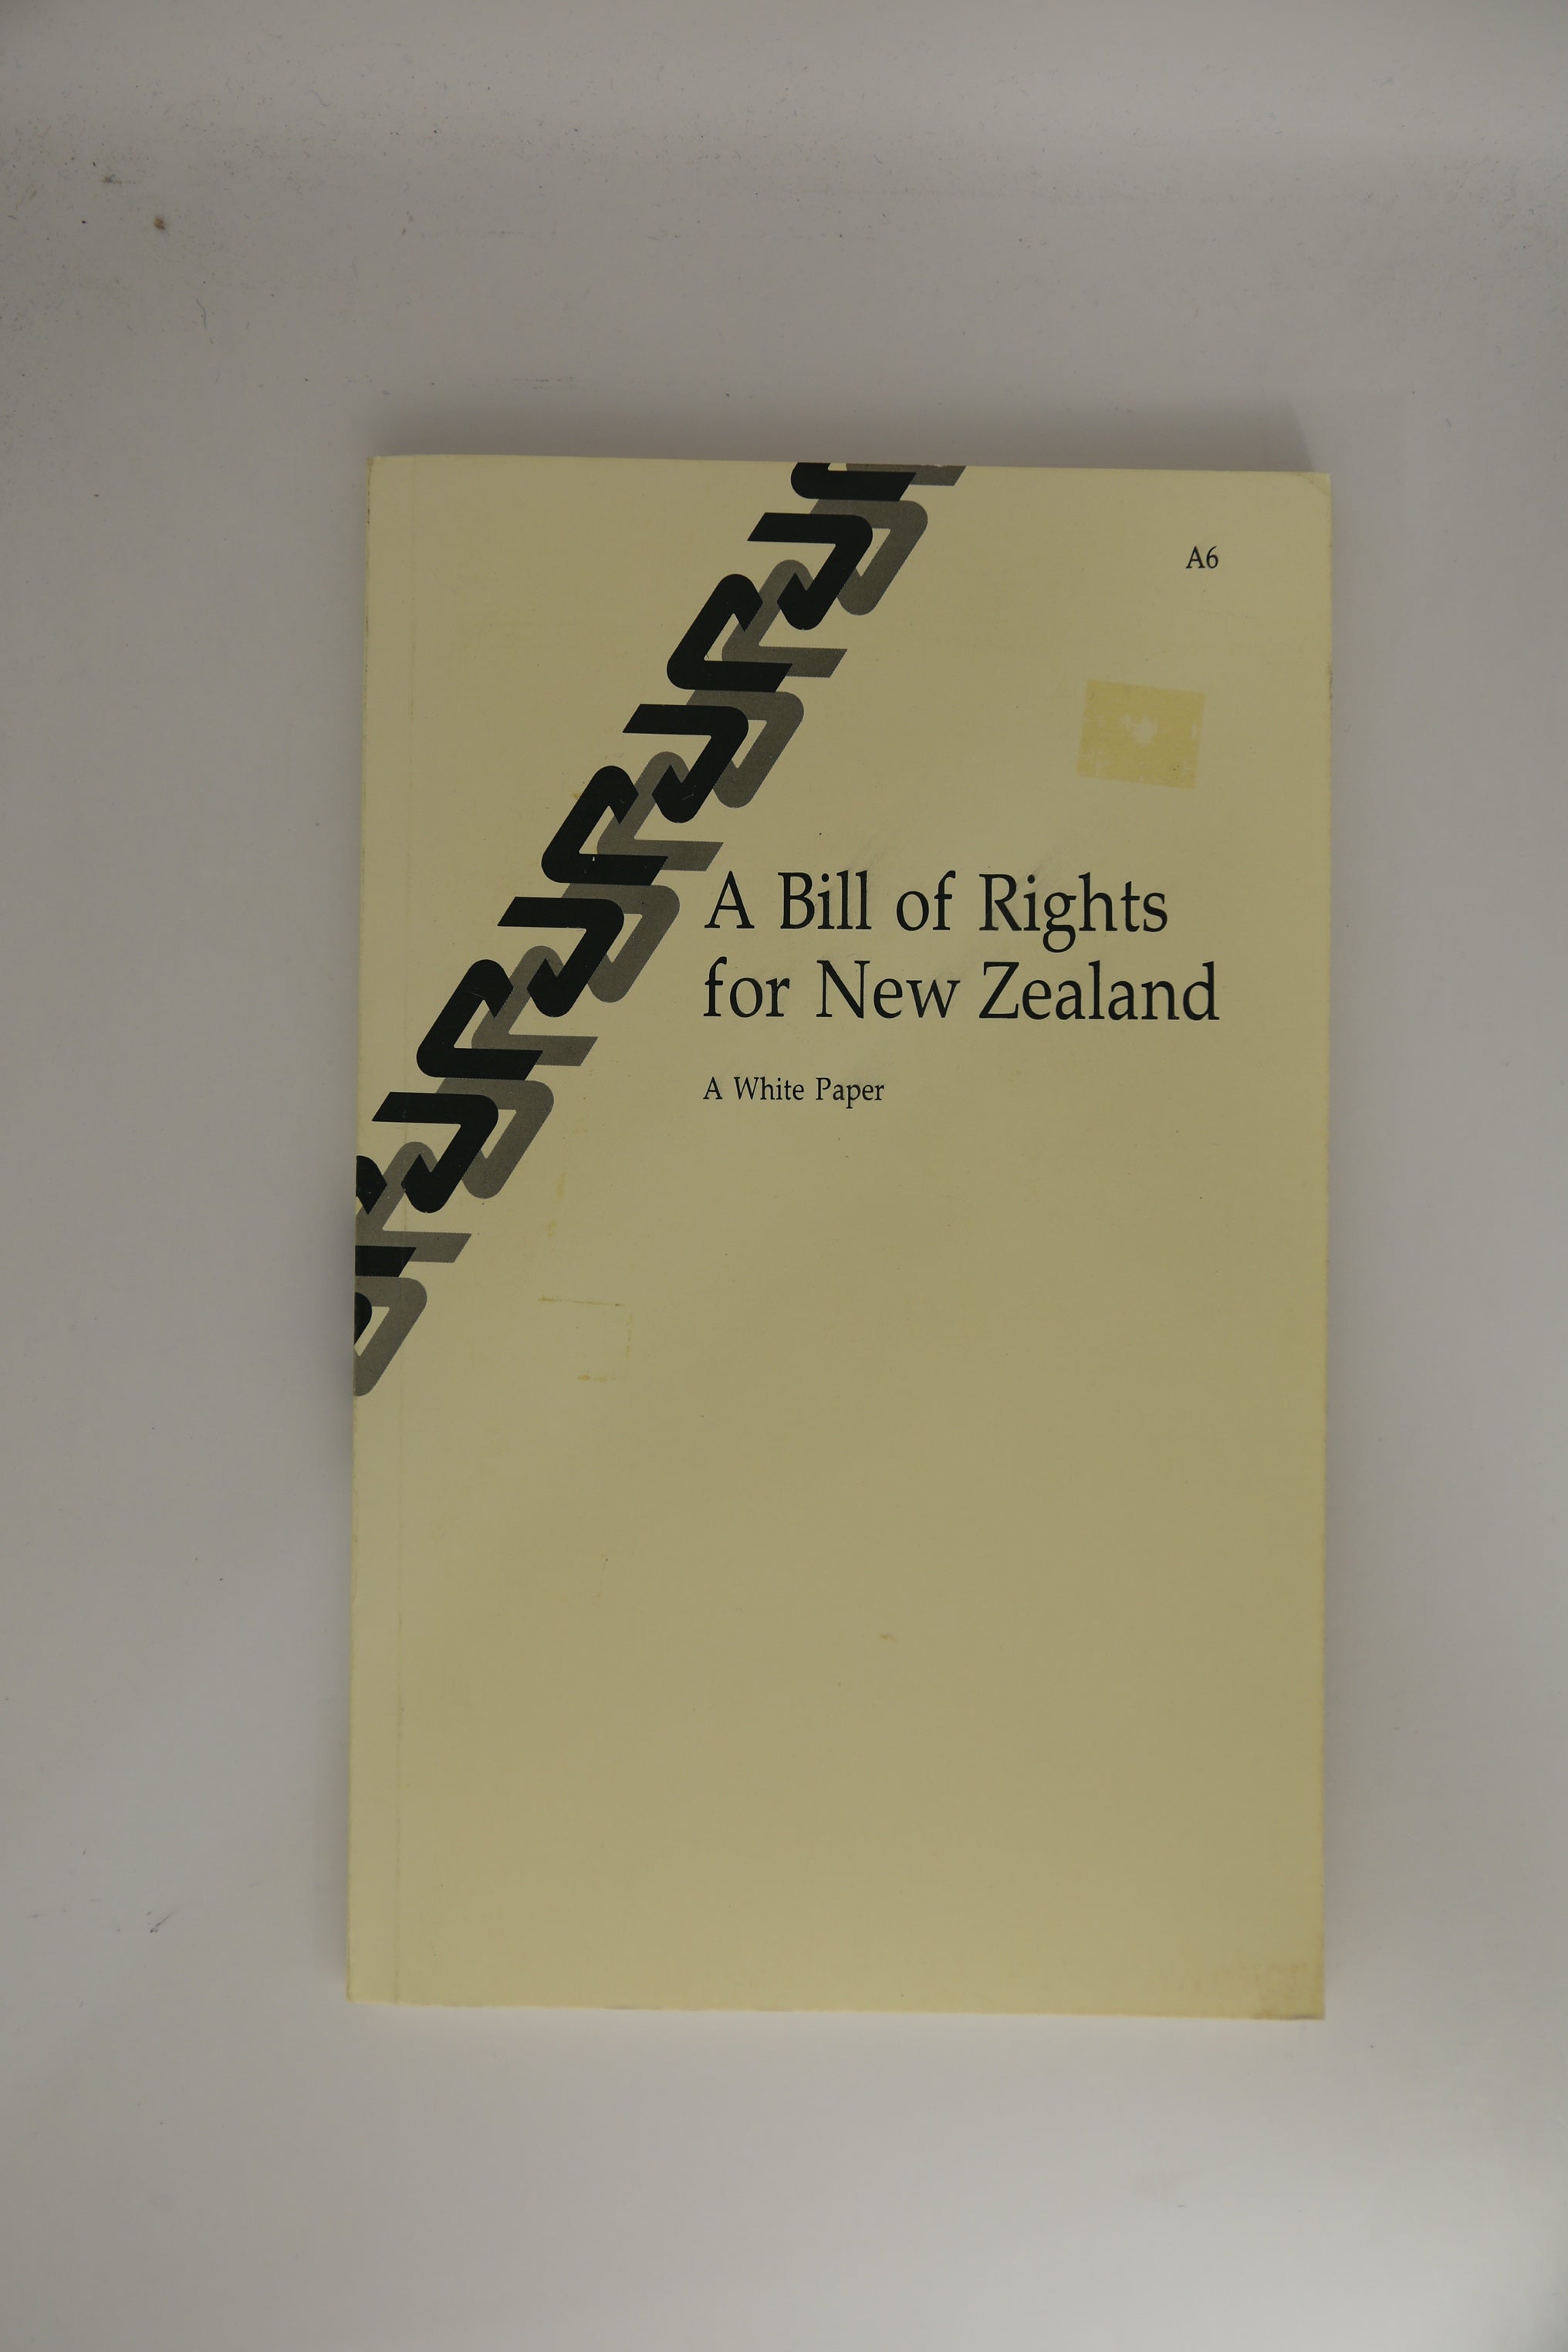 A6
A Bill of Rights
for New Zealand
A White Paper